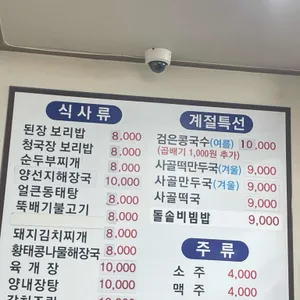 식사류
된장 보리밥 8,000
청국장 보리밥 8,000
순두부찌개 8,000
양선지해장국 10,000
얼큰동태탕 8,000
뚝배기불고기 8,000
돼지김치찌개 8,000
황태콩나물해장국 8,000
육개장 10,000
양내장탕 10,000
계절특선
검은콩국수(여름) 10,000
(곱배기 1,000원 추가)
사골떡만두국(겨울) 9,000
사골만두국(겨울) 9,000
사골떡국 9,000
돌솥비빔밥 9,000
주류
소주 4,000
맥주 4,000